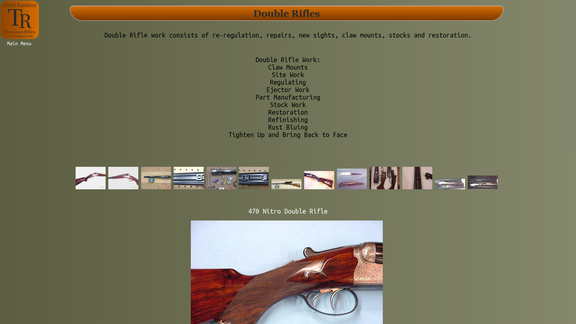 Double Rifles
TR
Main Menu
Double Rifle work consists of re-regulation, repairs, new sights, claw mounts, stocks and restoration.
Double Rifle Work:
Claw Mounts
Site Work
Regulating
Ejector Work
Part Manufacturing
Stock Work
Restoration
Refinishing
Rust Bluing
Tighten Up and Bring Back to Face
470 Nitro Double Rifle